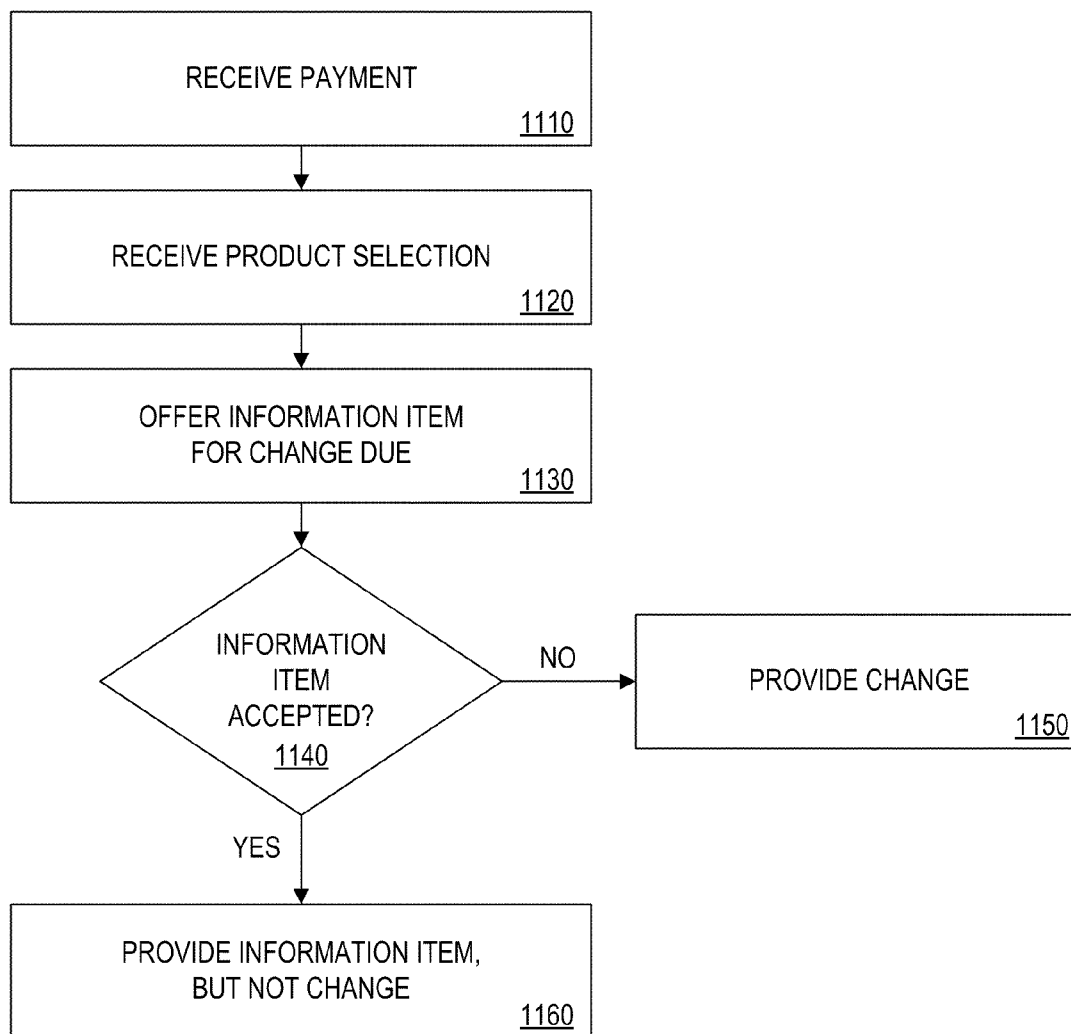 RECEIVE PAYMENT
1110
RECEIVE PRODUCT SELECTION
1120
OFFER INFORMATION ITEM
FOR CHANGE DUE
1130
INFORMATION
ITEM
ACCEPTED?
1140
NO
PROVIDE CHANGE
1150
YES
PROVIDE INFORMATION ITEM,
BUT NOT CHANGE
1160